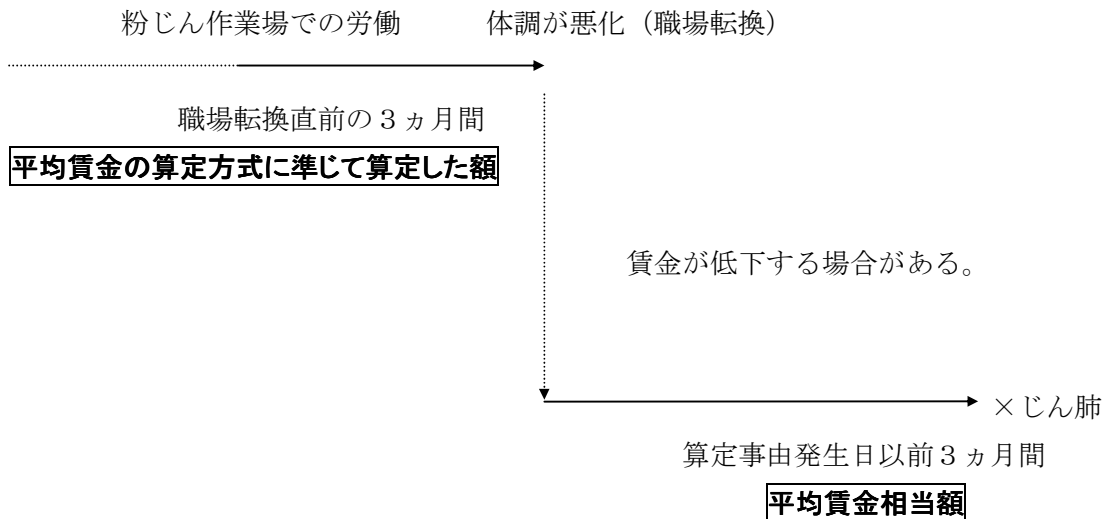 粉じん作業場での労働 体調が悪化（職場転換）
職場転換直前の３ヵ月間
平均賃金の算定方式に準じて算定した額
賃金が低下する場合がある。
×じん肺
算定事由発生日以前３ヵ月間
平均賃金相当額